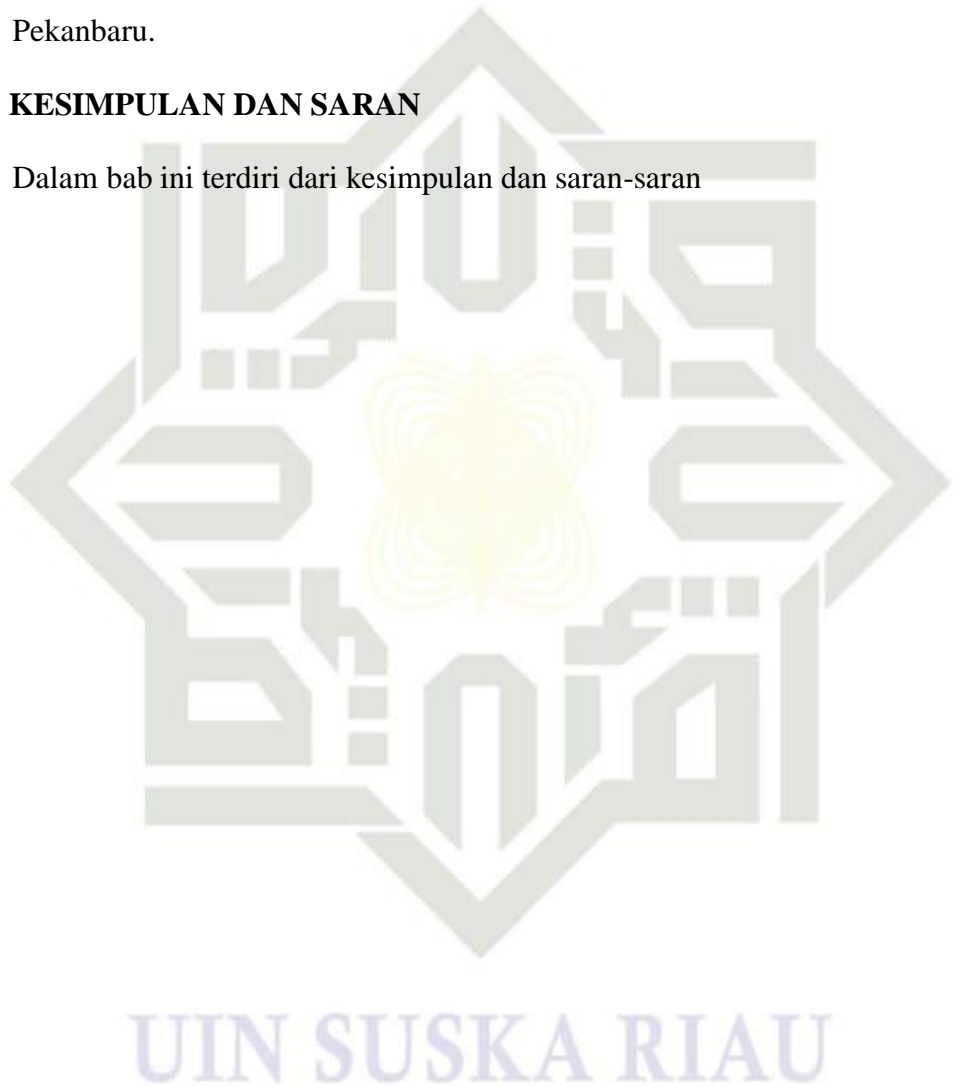 Pekanbaru.
KESIMPULAN DAN SARAN
Dalam bab ini terdiri dari kesimpulan dan saran-saran
UIN SUSKA RIAU